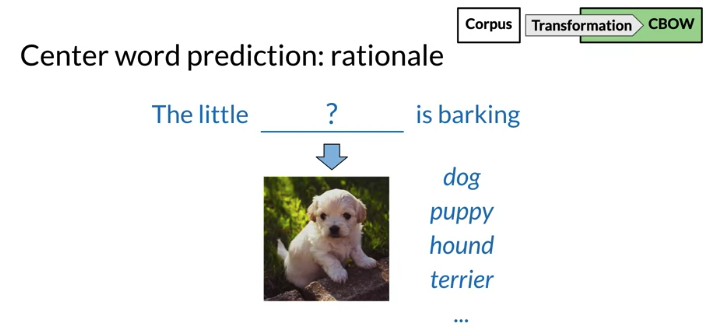 Corpus
Transformation
CBOW
Center word prediction: rationale
The little ? is barking
dog
puppy
hound
terrier
...